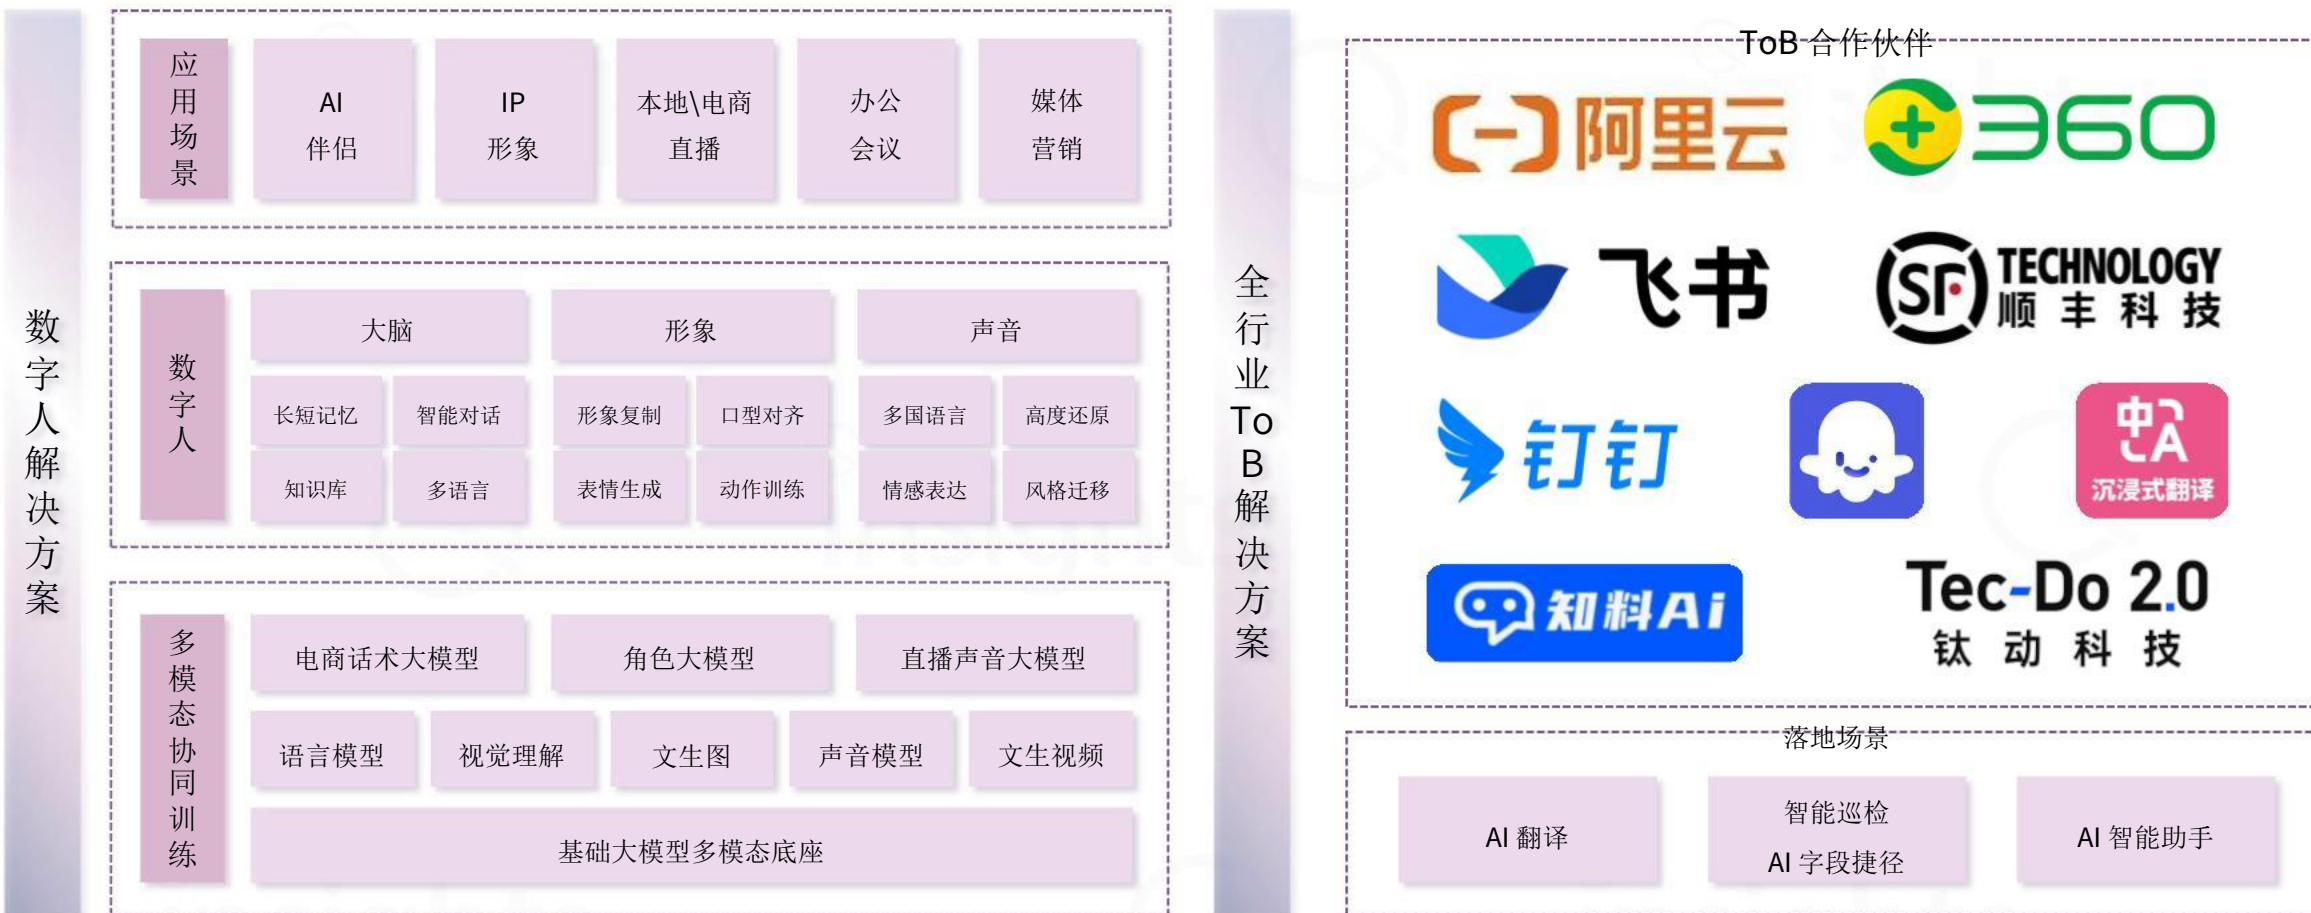 数字人解决方案
应用场景
AI
伴侣
IP
形象
本地\电商
直播
办公
会议
媒体
营销
数字人
大脑
形象
声音
长短记忆
智能对话
形象复制
口型对齐
多国语言
高度还原
知识库
多语言
表情生成
动作训练
情感表达
风格迁移
多模态协同训练
电商话术大模型
角色大模型
直播声音大模型
语言模型
视觉理解
文生图
声音模型
文生视频
基础大模型多模态底座
全行业ToB解决方案
ToB 合作伙伴
阿里云
360
飞书
SF TECHNOLOGY
顺丰科技
钉钉
中A
沉浸式翻译
知料Ai
Tec-Do 2.0
钛动科技
落地场景
AI 翻译
智能巡检
AI 字段捷径
AI 智能助手